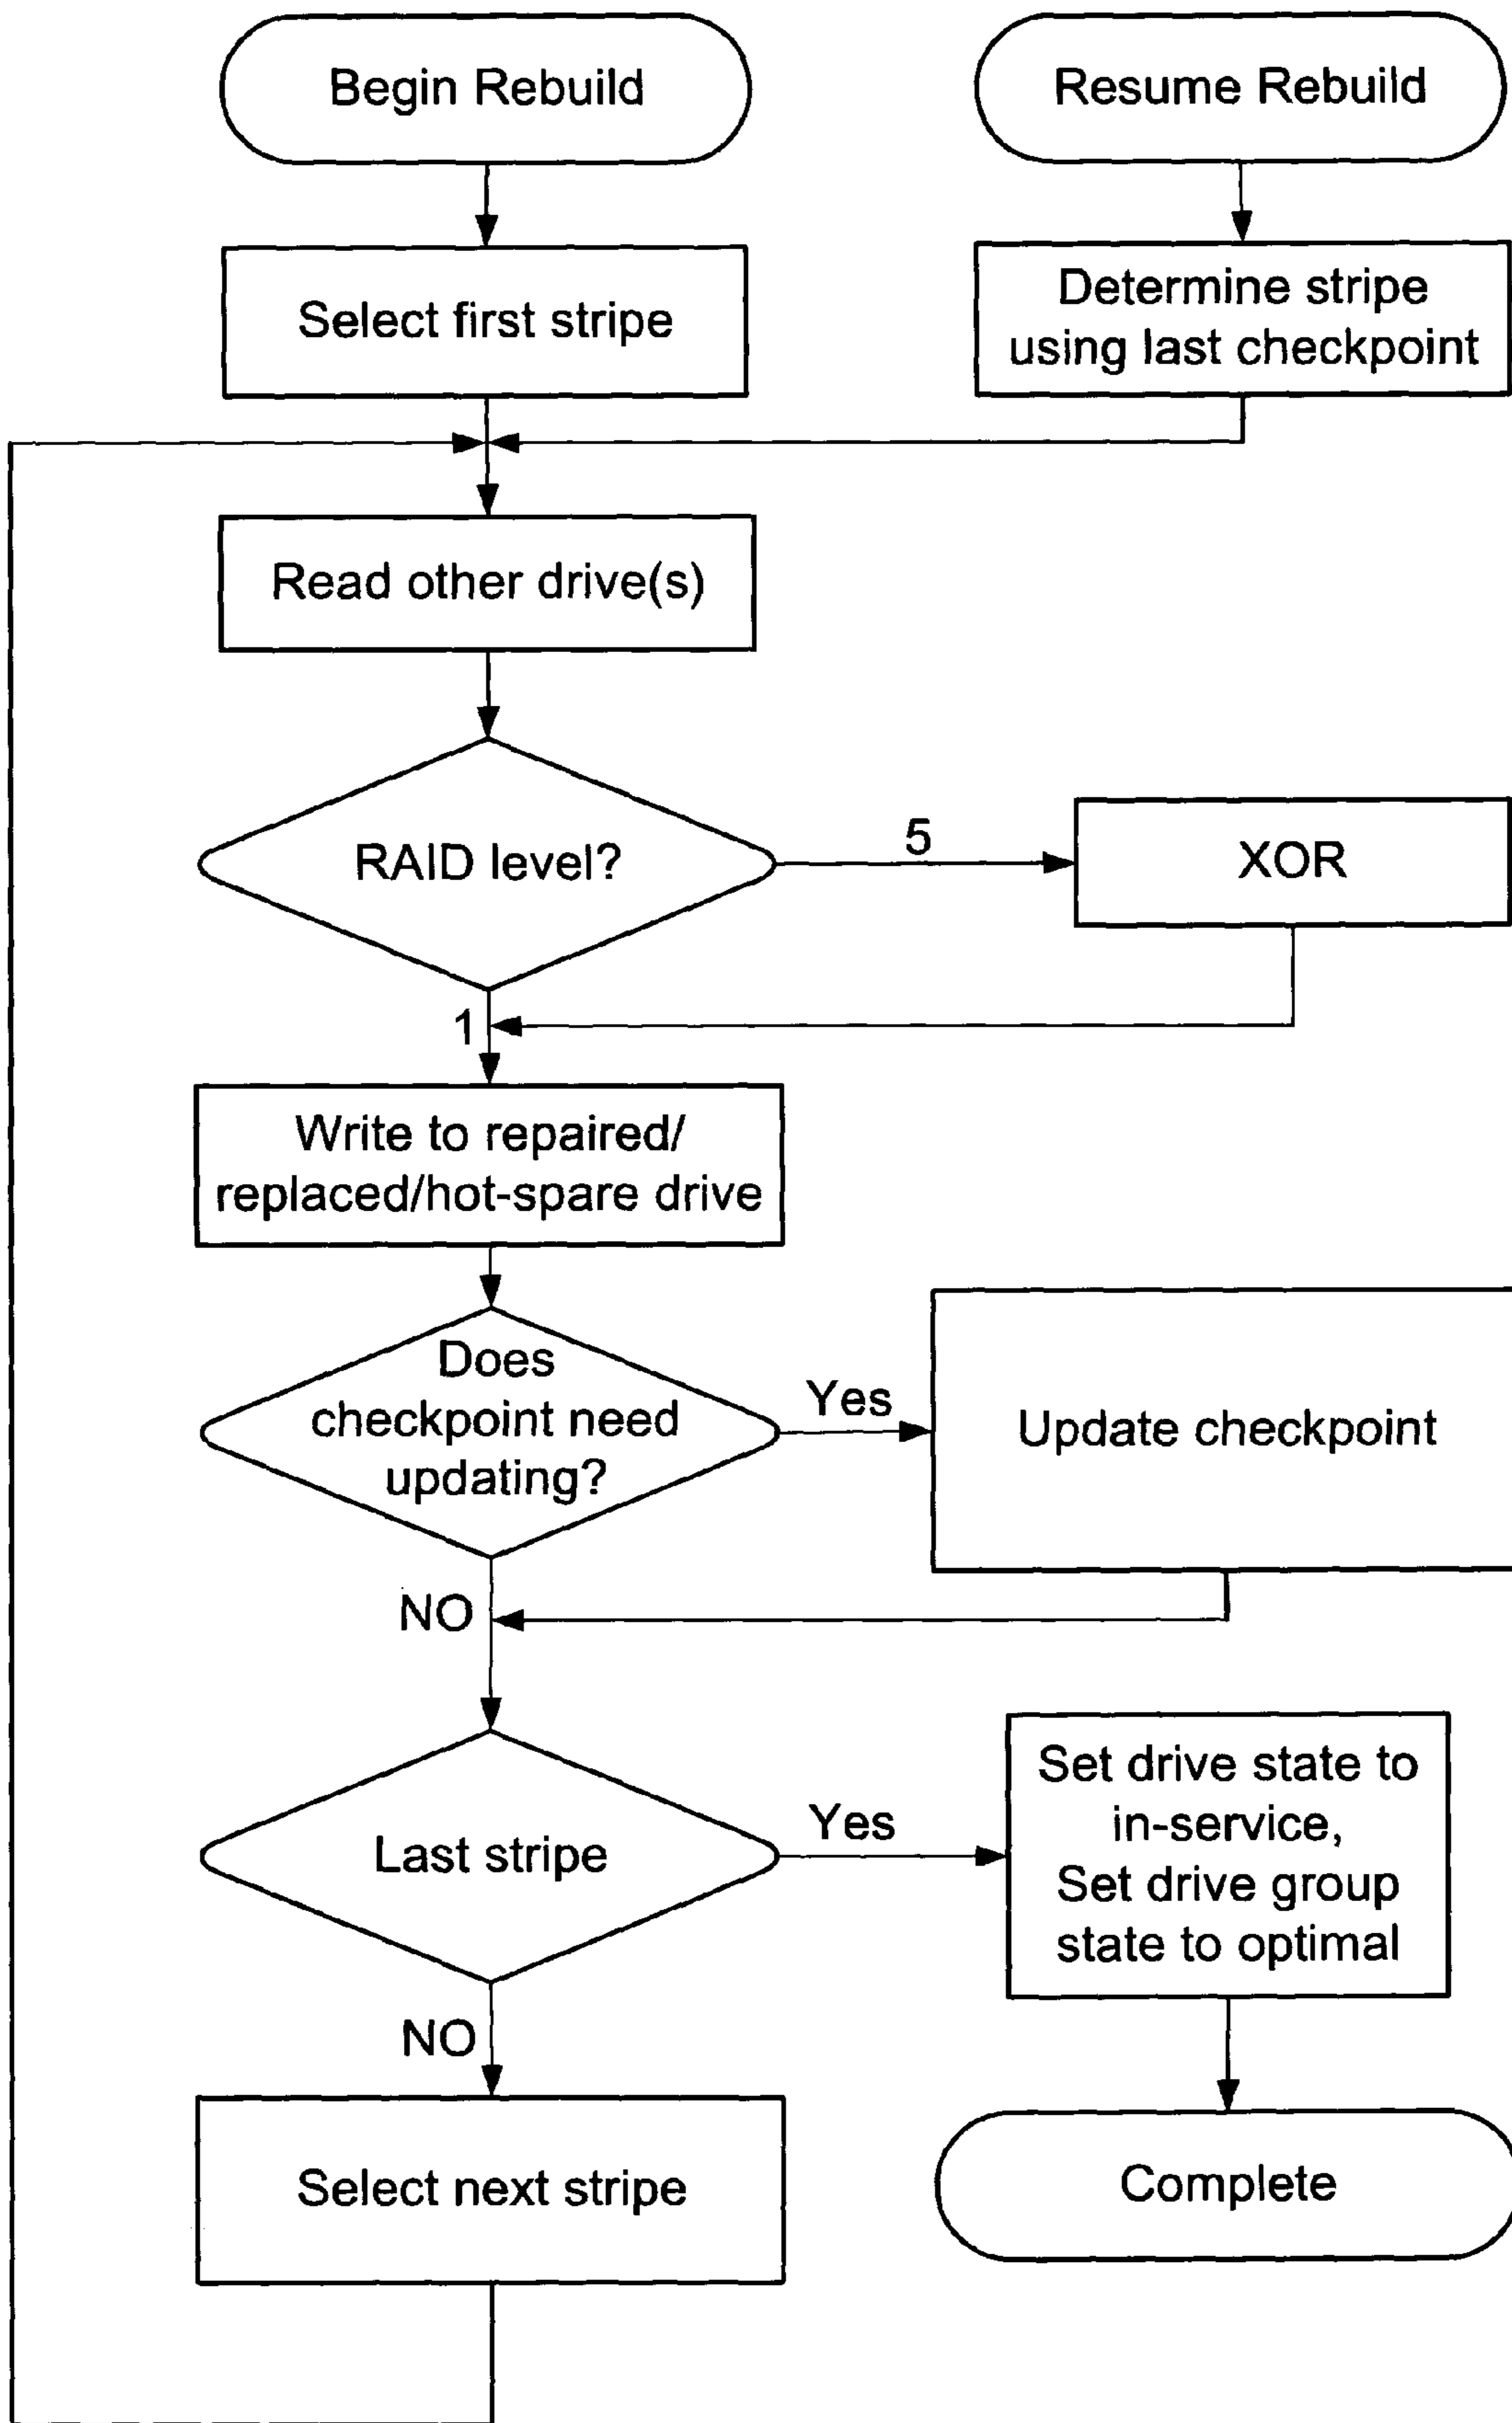 Begin Rebuild
Resume Rebuild
Select first stripe
Determine stripe
using last checkpoint
Read other drive(s)
RAID level?
5
XOR
1
Write to repaired/
replaced/hot-spare drive
Does
checkpoint need
updating?
Yes
Update checkpoint
NO
Last stripe
Yes
Set drive state to
in-service,
Set drive group
state to optimal
NO
Select next stripe
Complete